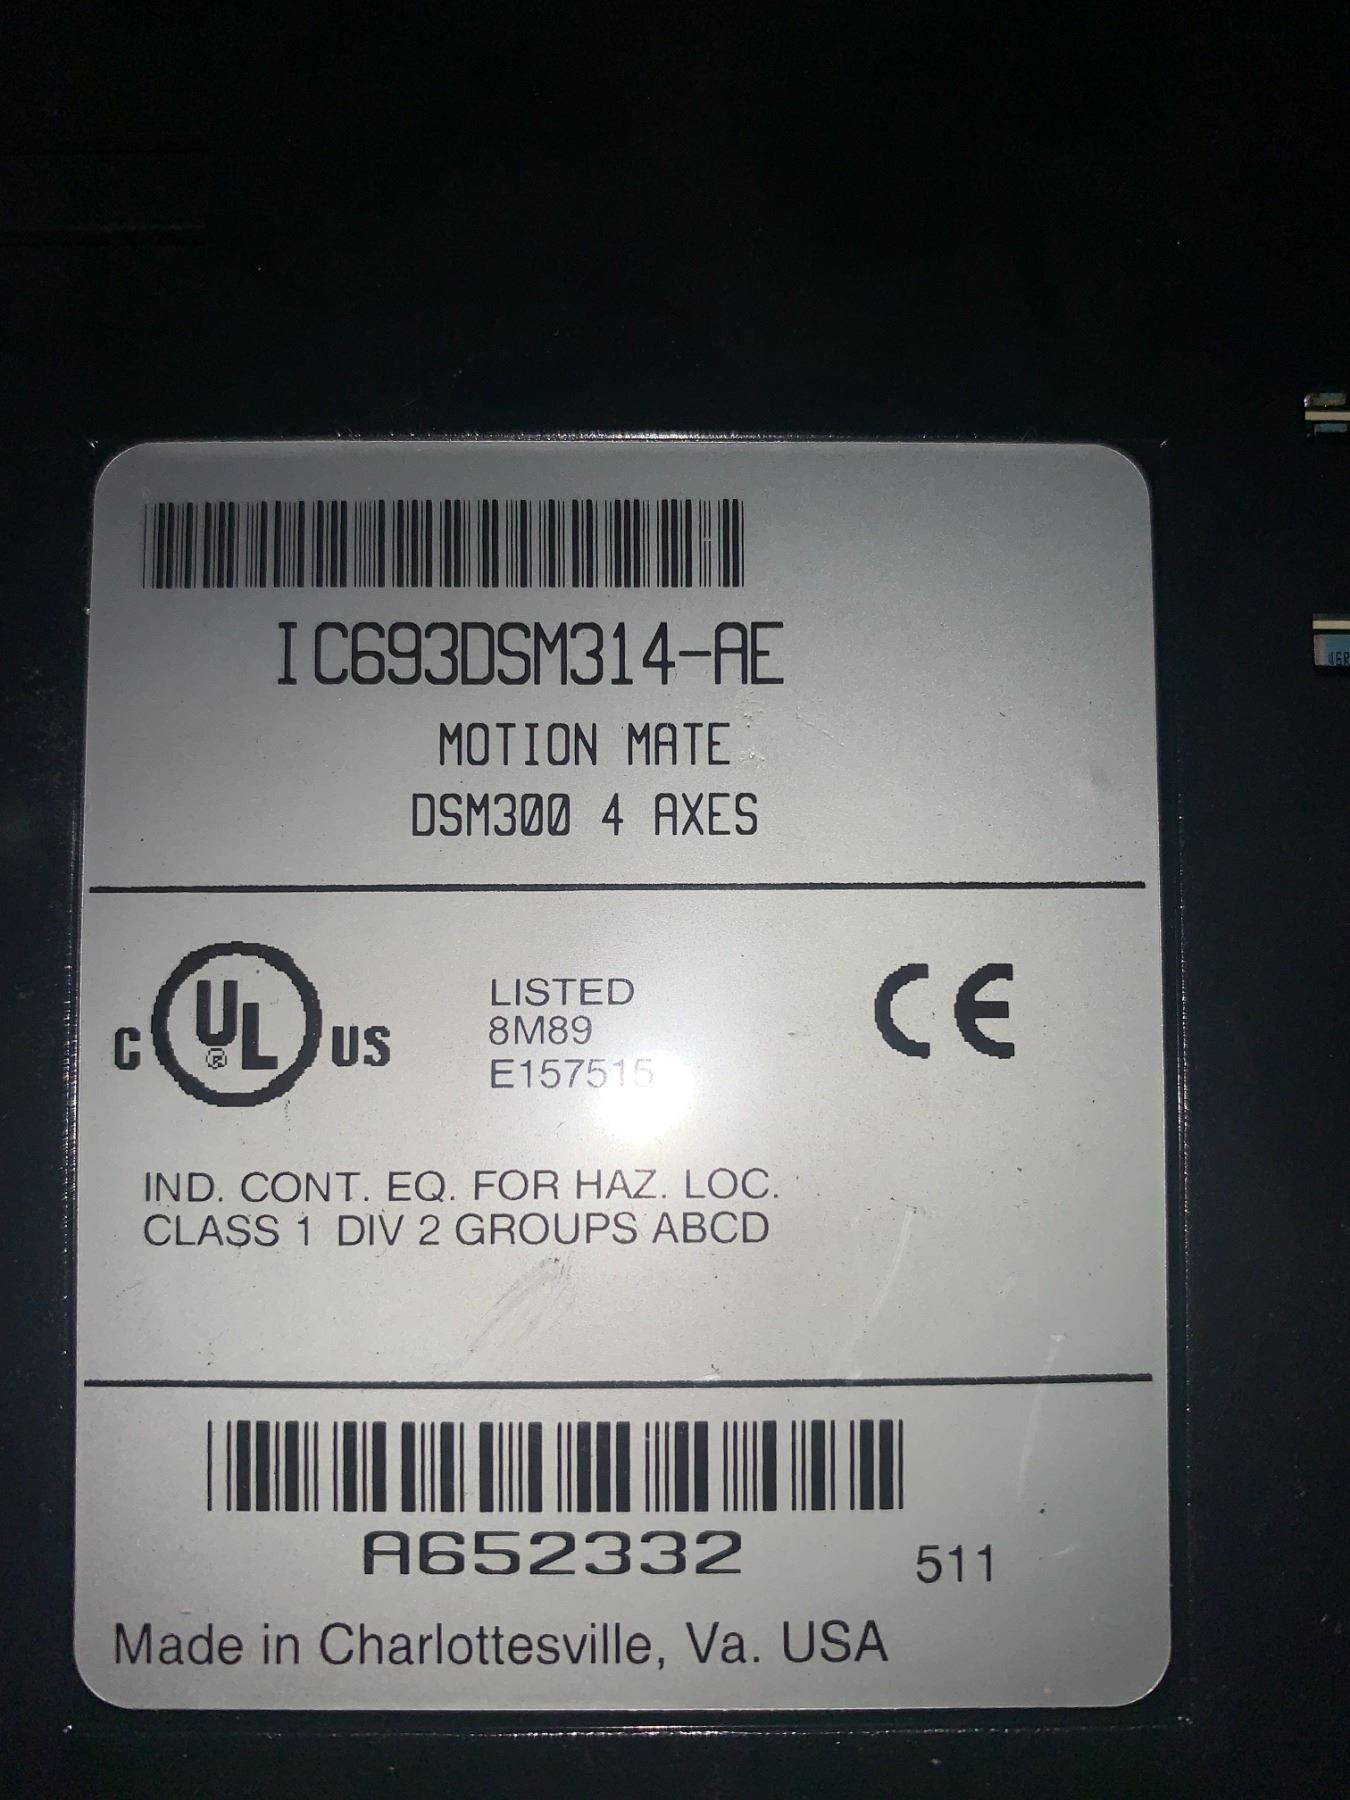 IC693DSM314-AE
MOTION MATE
DSM300 4 AXES
C UL® US
LISTED
8M89
E157515
CE
IND. CONT. EQ. FOR HAZ. LOC.
CLASS 1 DIV 2 GROUPS ABCD
A652332
511
Made in Charlottesville, Va. USA